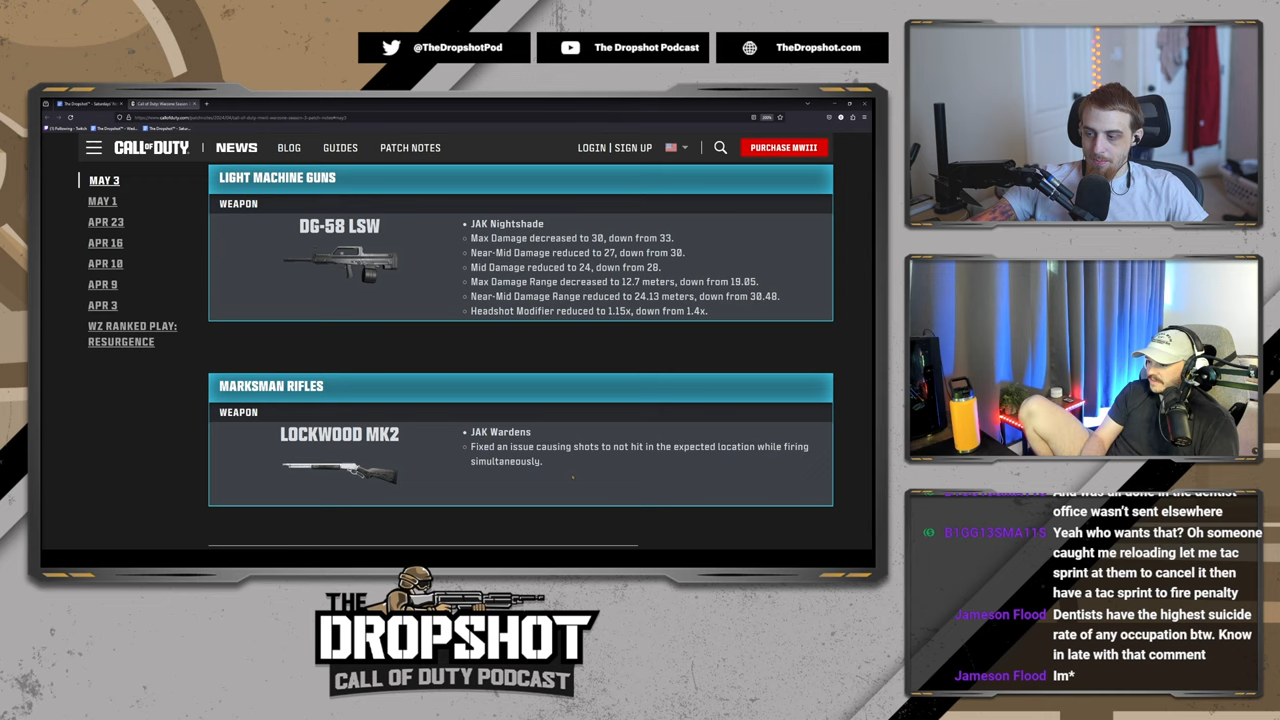 @TheDropshotPod
The Dropshot Podcast
TheDropshot.com
CALL OF DUTY
NEWS
BLOG
GUIDES
PATCH NOTES
LOGIN | SIGN UP
PURCHASE MWIII
MAY 3
MAY 1
APR 23
APR 16
APR 10
APR 9
APR 3
WZ RANKED PLAY:
RESURGENCE
LIGHT MACHINE GUNS
WEAPON
DG-58 LSW
• JAK Nightshade
○ Max Damage decreased to 30, down from 33.
○ Near-Mid Damage reduced to 27, down from 30.
○ Mid Damage reduced to 24, down from 28.
○ Max Damage Range decreased to 12.7 meters, down from 19.05.
○ Near-Mid Damage Range reduced to 24.13 meters, down from 30.48.
○ Headshot Modifier reduced to 1.15x, down from 1.4x.
MARKSMAN RIFLES
WEAPON
LOCKWOOD MK2
• JAK Wardens
○ Fixed an issue causing shots to not hit in the expected location while firing
simultaneously.
THE
DROPSHOT
CALL OF DUTY PODCAST
office wasn't sent elsewhere
B1GG13SMA11S Yeah who wants that? Oh someone
caught me reloading let me tac
sprint at them to cancel it then
have a tac sprint to fire penalty
Jameson Flood Dentists have the highest suicide
rate of any occupation btw. Know
in late with that comment
Jameson Flood Im*